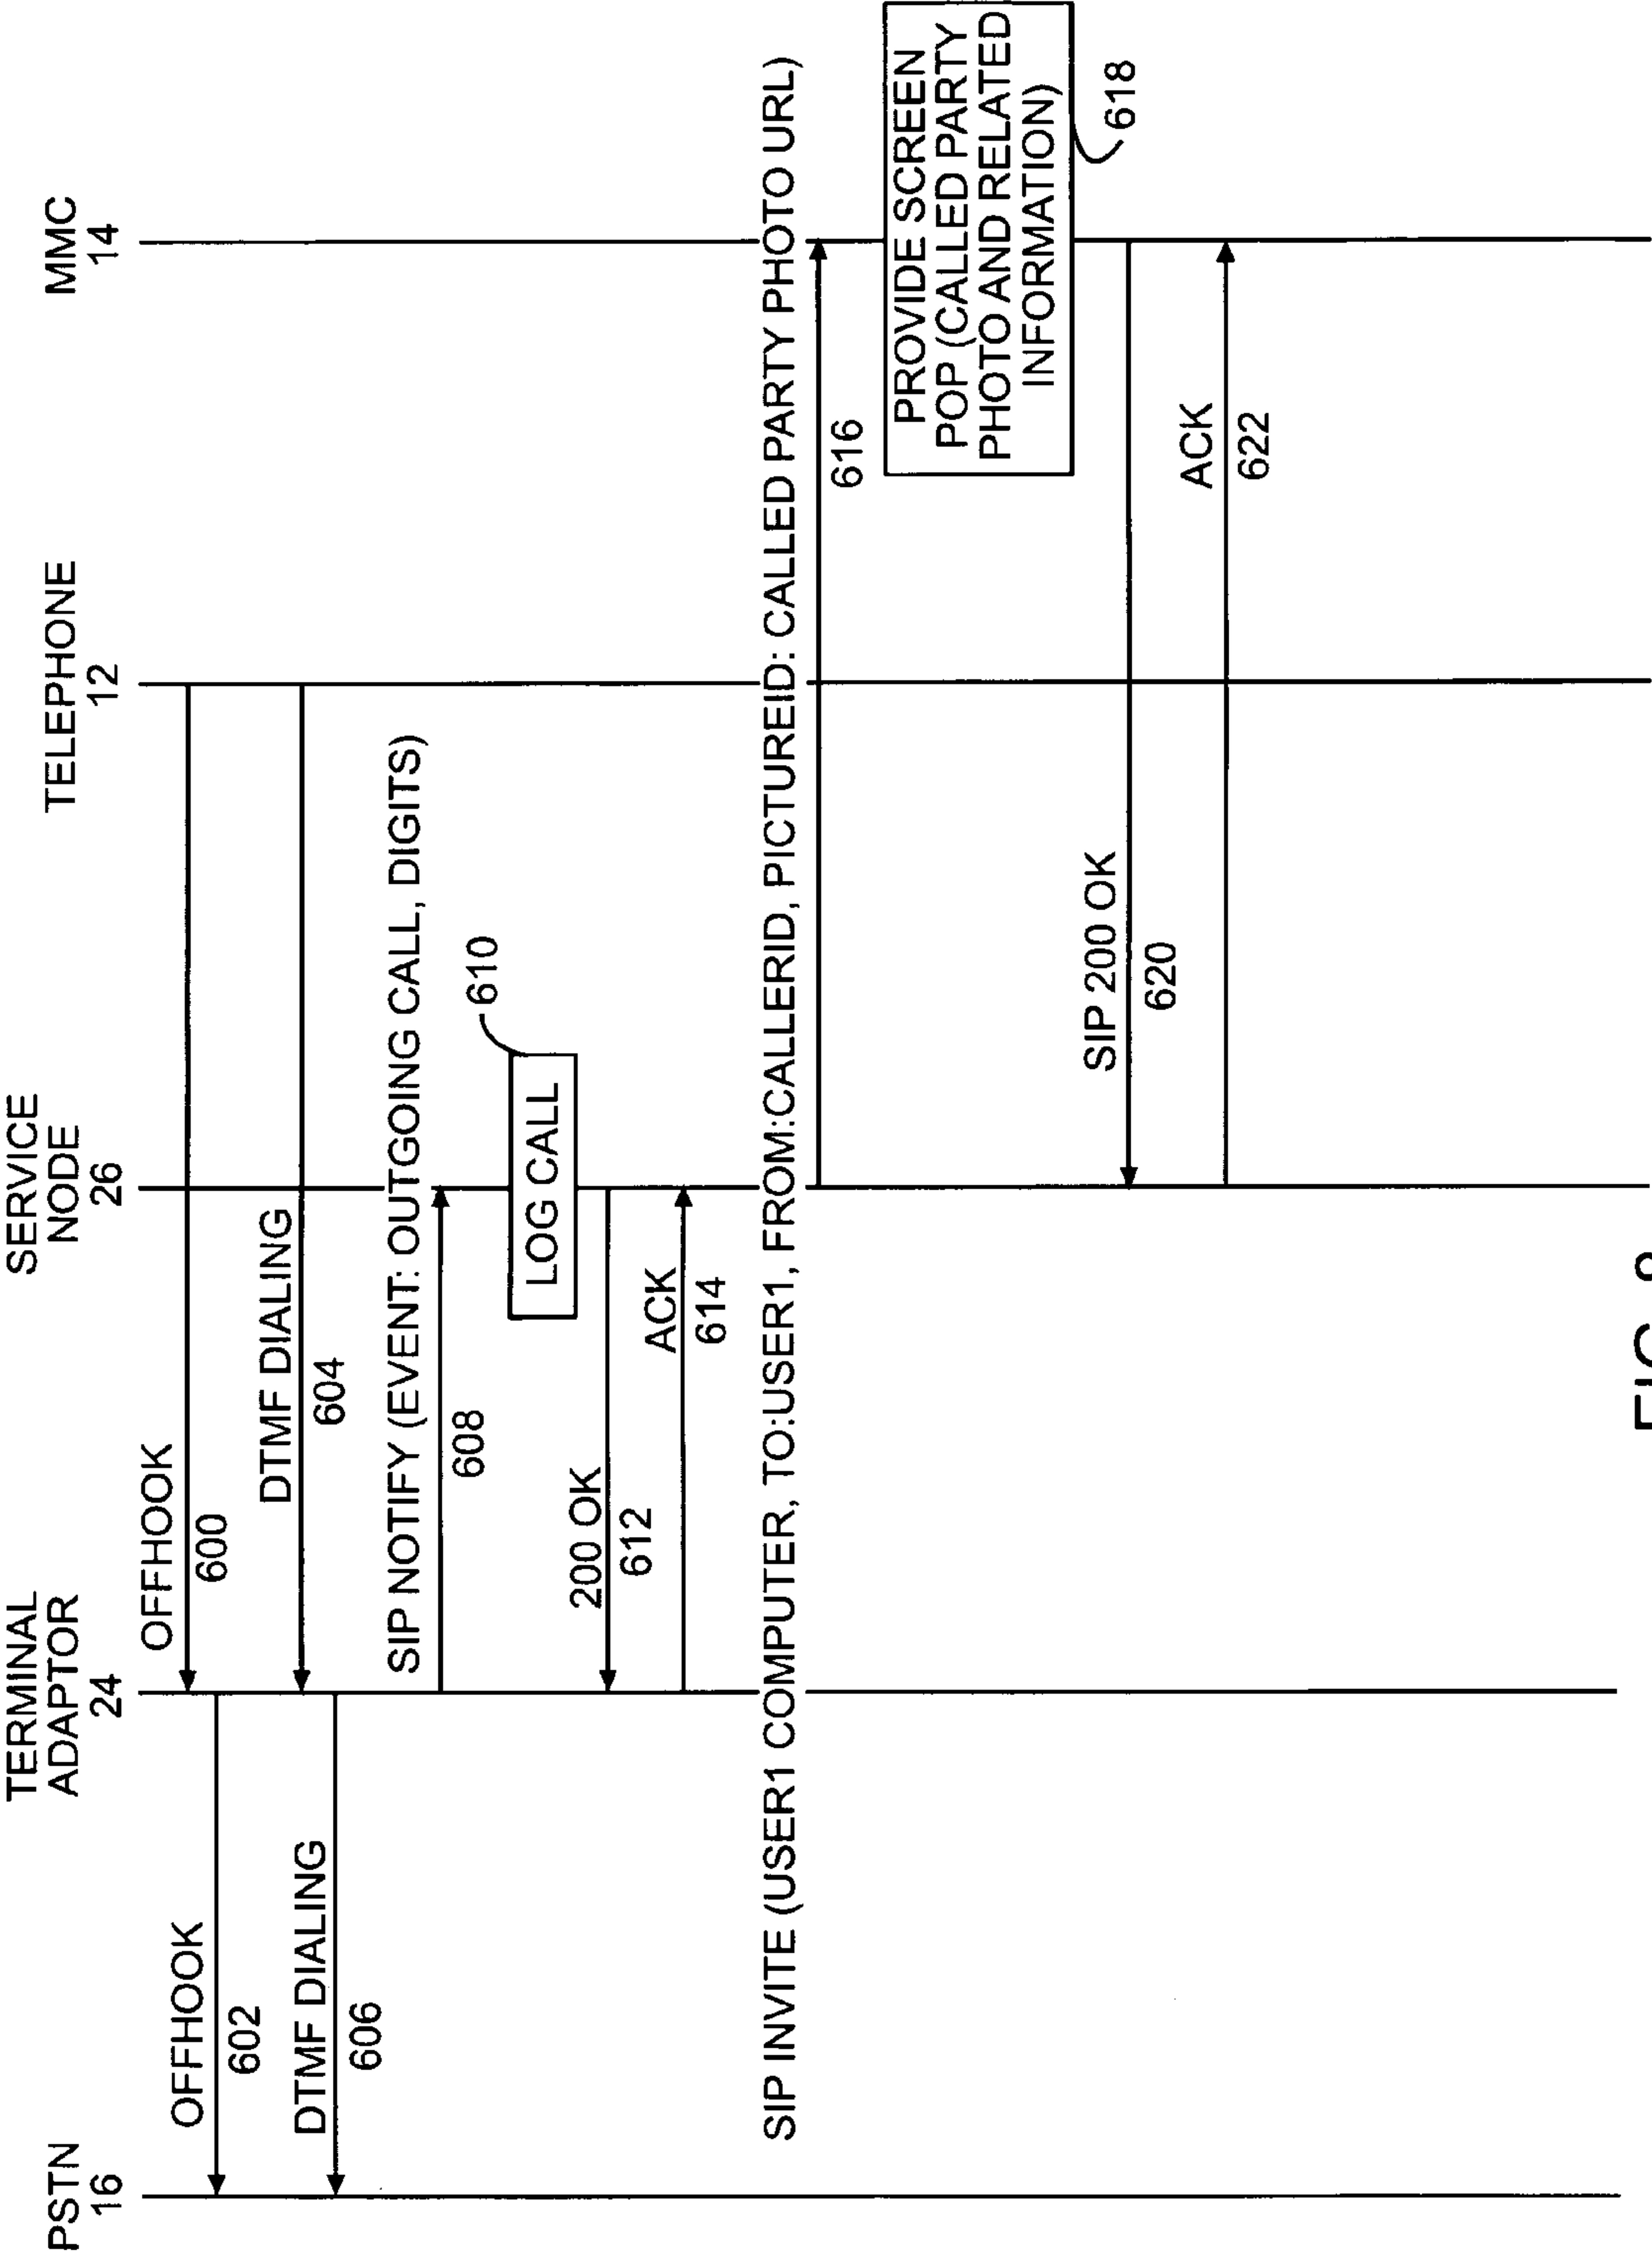 PSTN
16
TERMINAL
ADAPTOR
24
SERVICE
NODE
26
TELEPHONE
12
MMC
14
OFFHOOK
600
OFFHOOK
602
DTMF DIALING
604
DTMF DIALING
606
SIP NOTIFY (EVENT: OUTGOING CALL, DIGITS)
608
610
LOG CALL
200 OK
612
ACK
614
SIP INVITE (USER1 COMPUTER, TO:USER1, FROM:CALLERID, PICTUREID: CALLED PARTY PHOTO URL)
616
PROVIDE SCREEN
POP (CALLED PARTY
PHOTO AND RELATED
INFORMATION)
618
SIP 200 OK
620
ACK
622